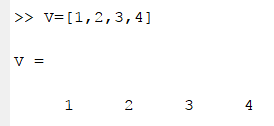 >> V=[1,2,3,4]
V =
1 2 3 4